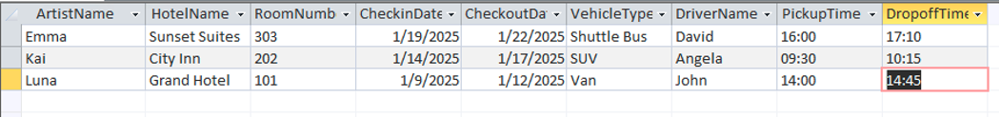 ArtistName HotelName RoomNumb CheckinDate CheckoutDa VehicleType DriverName PickupTime DropoffTime
Emma Sunset Suites 303 1/19/2025 1/22/2025 Shuttle Bus David 16:00 17:10
Kai City Inn 202 1/14/2025 1/17/2025 SUV Angela 09:30 10:15
Luna Grand Hotel 101 1/9/2025 1/12/2025 Van John 14:00 14:45